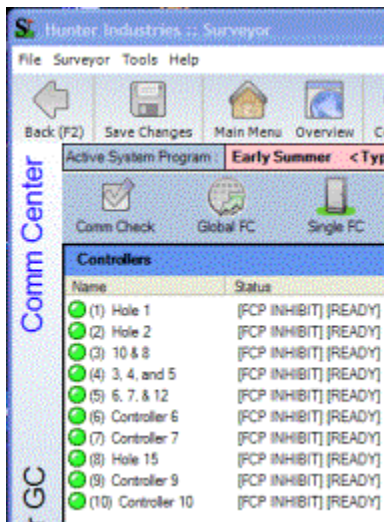 Hunter Industries :: Surveyor
File Surveyor Tools Help
Back (F2) Save Changes Main Menu Overview
Active System Program : Early Summer < Typ
Comm Check Global FC Single FC
Comm Center
GC
Controllers
Name Status
(1) Hole 1 [FCP INHIBIT] [READY]
(2) Hole 2 [FCP INHIBIT] [READY]
(3) 10 & 8 [FCP INHIBIT] [READY]
(4) 3, 4, and 5 [FCP INHIBIT] [READY]
(5) 6, 7, & 12 [FCP INHIBIT] [READY]
(6) Controller 6 [FCP INHIBIT] [READY]
(7) Controller 7 [FCP INHIBIT] [READY]
(8) Hole 15 [FCP INHIBIT] [READY]
(9) Controller 9 [FCP INHIBIT] [READY]
(10) Controller 10 [FCP INHIBIT] [READY]